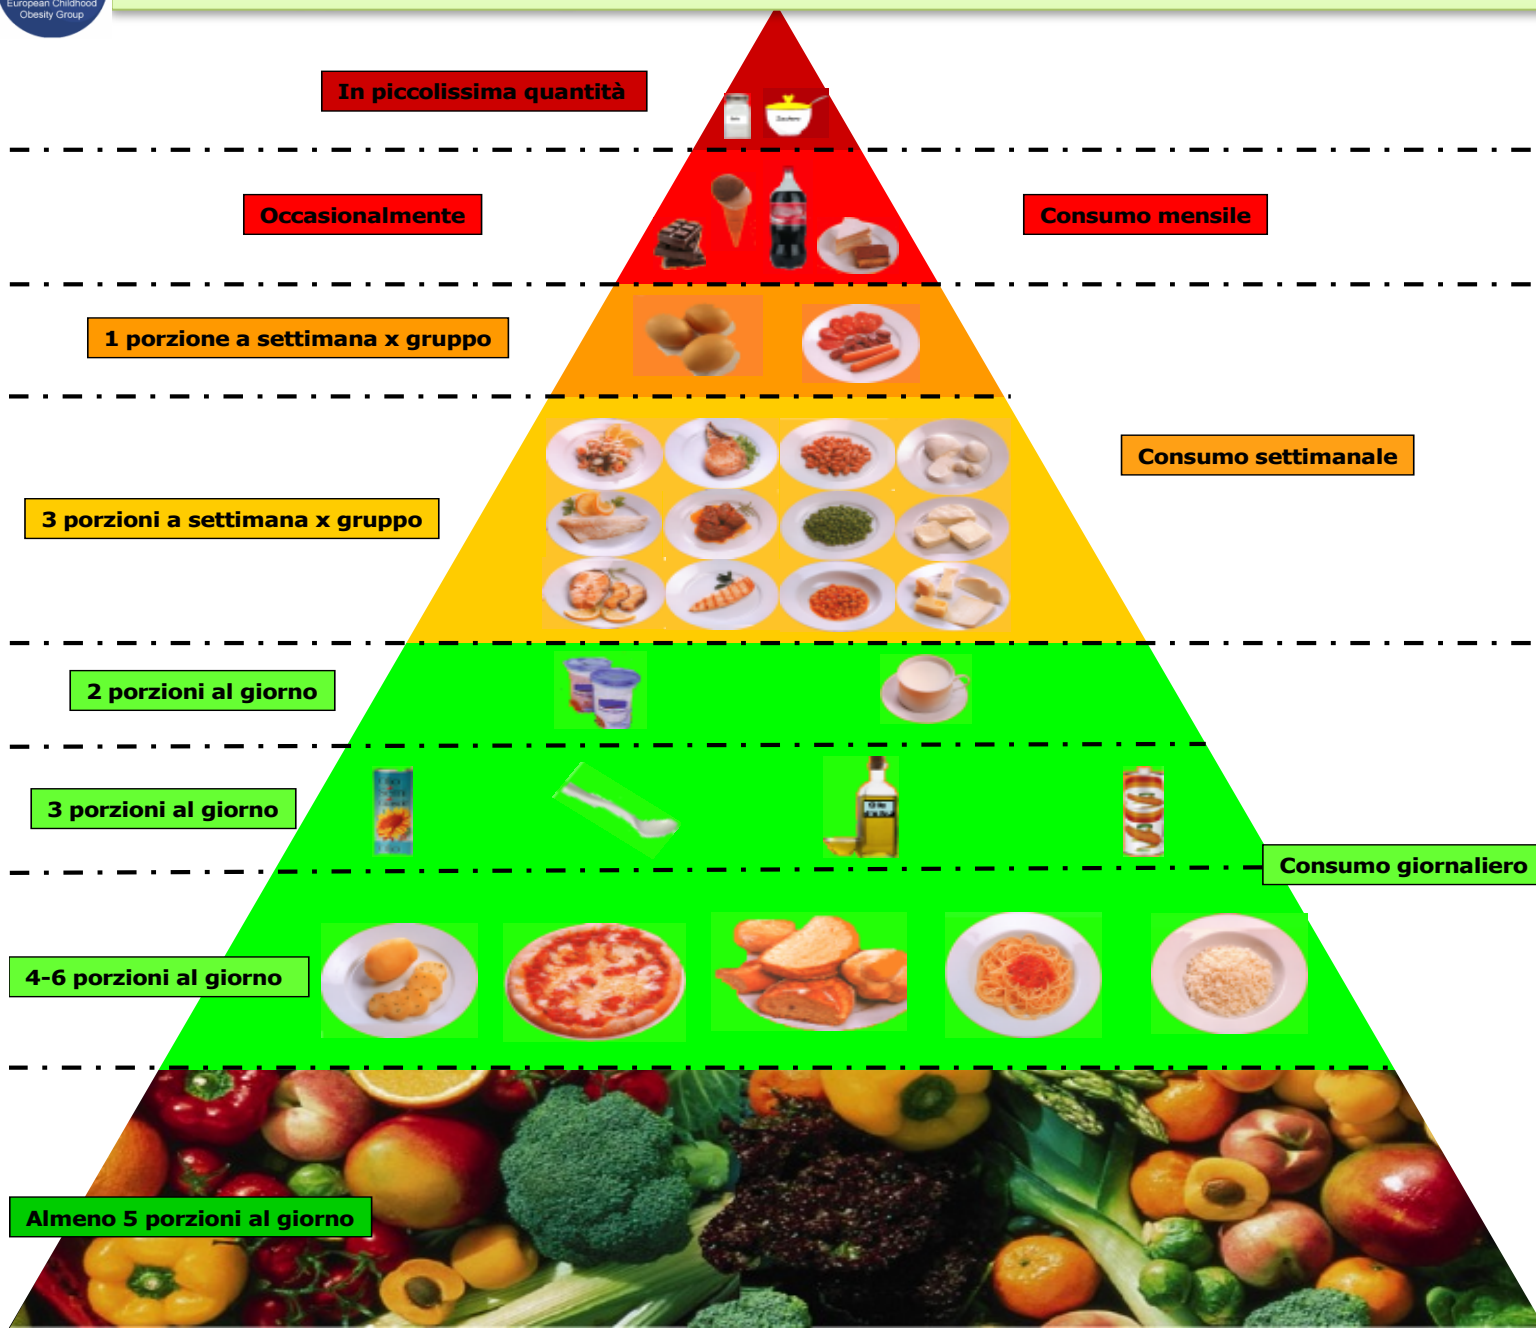 European Childhood
Obesity Group
In piccolissima quantità
Zucchero
Occasionalmente
Consumo mensile
1 porzione a settimana x gruppo
Consumo settimanale
3 porzioni a settimana x gruppo
2 porzioni al giorno
3 porzioni al giorno
Consumo giornaliero
4-6 porzioni al giorno
Almeno 5 porzioni al giorno